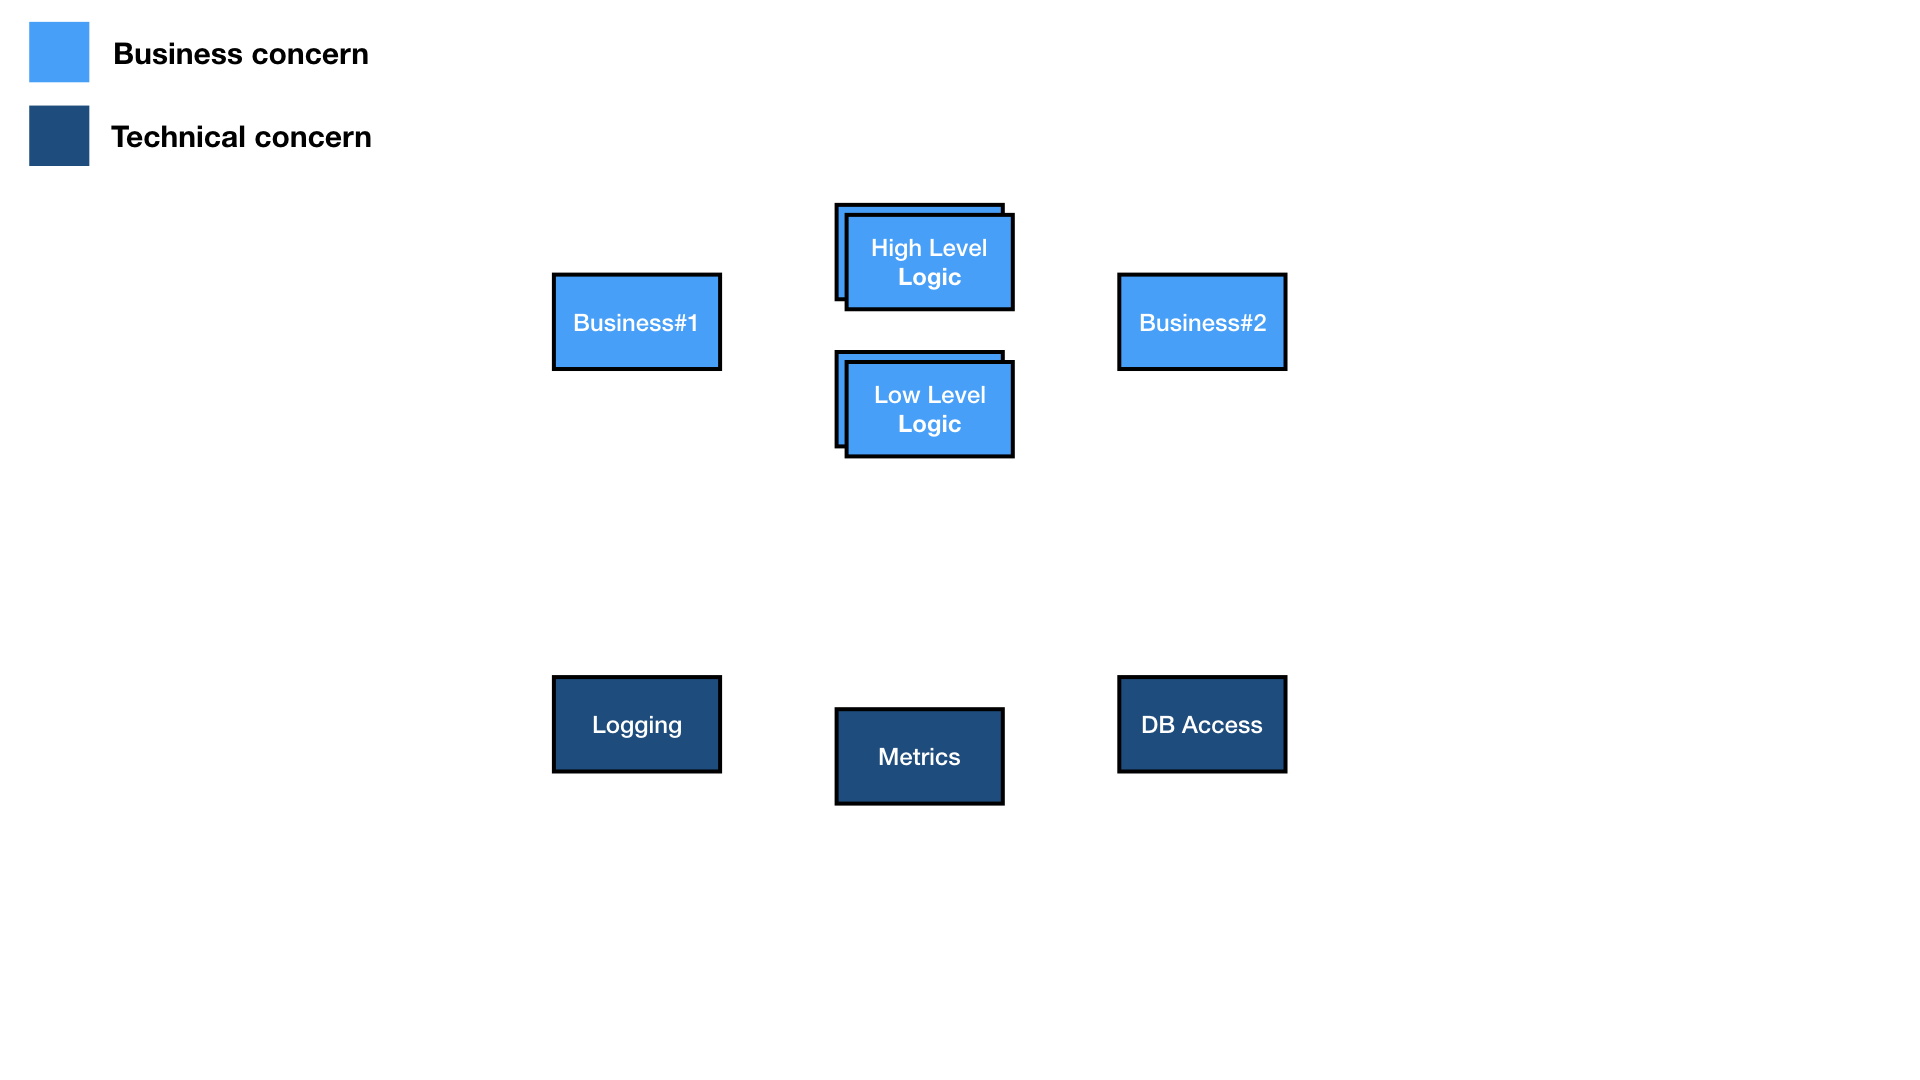 Business concern
Technical concern
High Level
Logic
Business#1
Business#2
Low Level
Logic
Logging
DB Access
Metrics